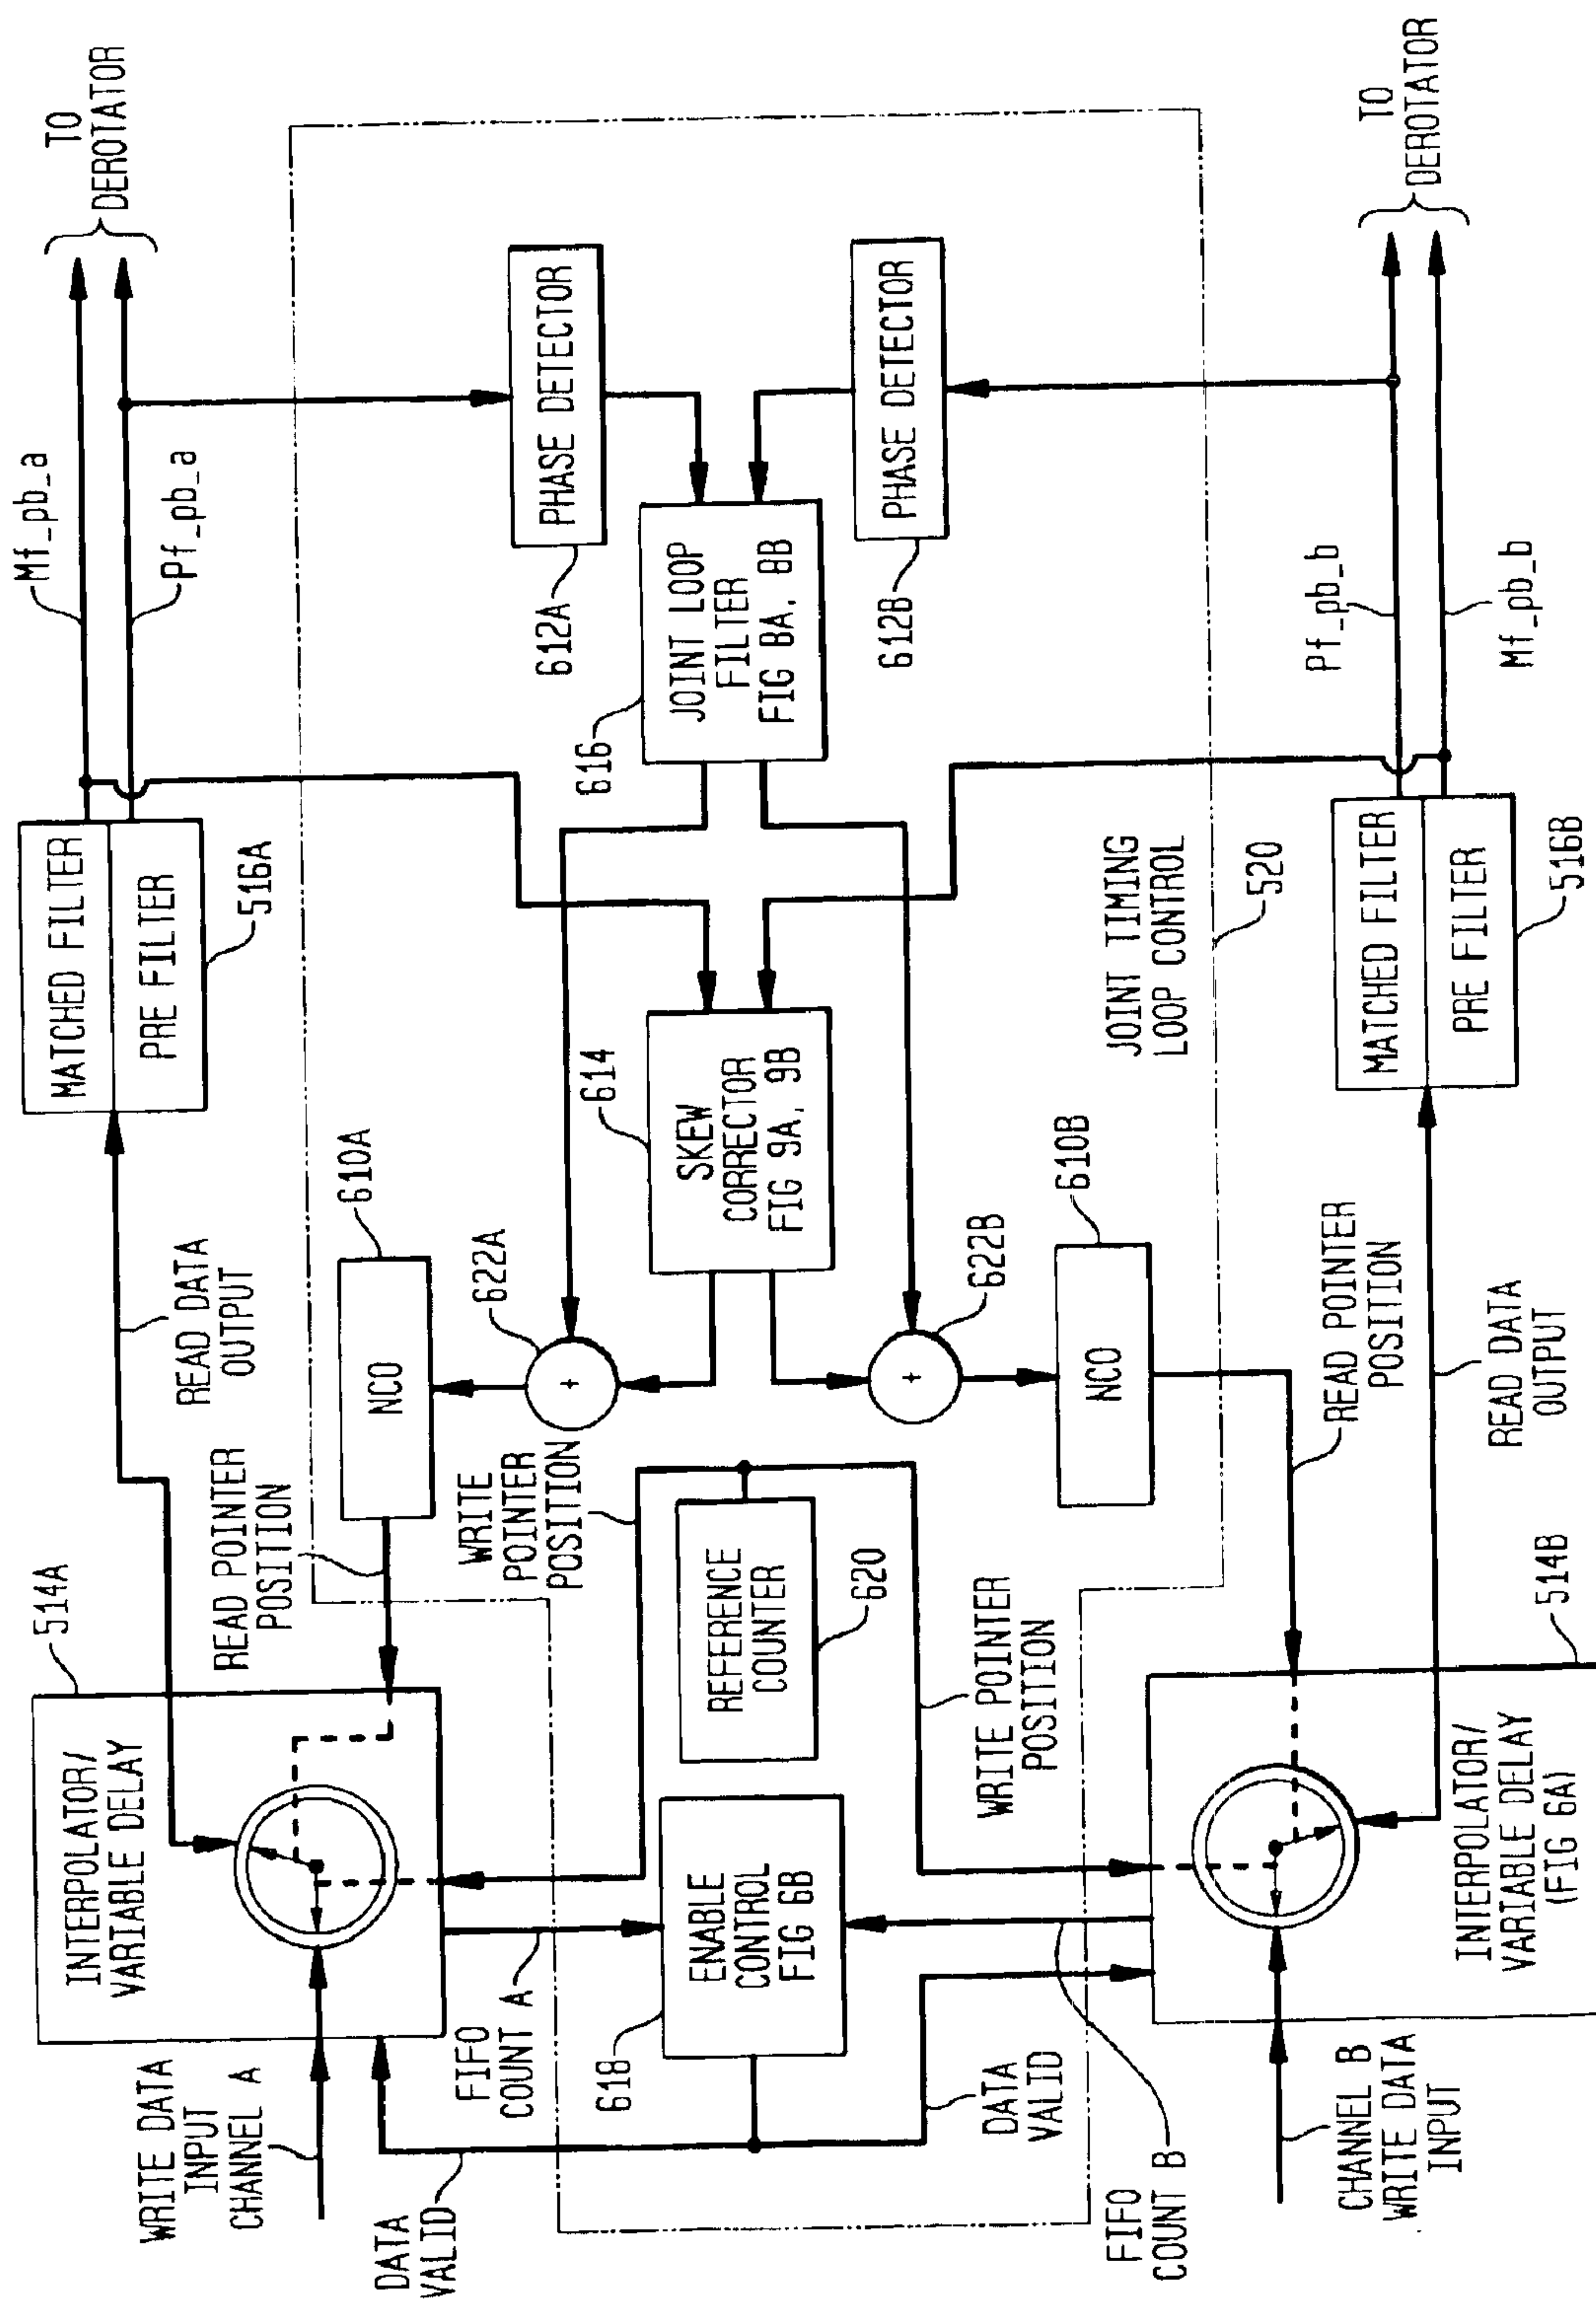 514A
INTERPOLATOR/
VARIABLE DELAY
WRITE DATA
INPUT
CHANNEL A
DATA
VALID
READ POINTER
POSITION
READ DATA
OUTPUT
MATCHED FILTER
PRE FILTER
516A
Mf_pb_a
Pf_pb_a
TO
DEROTATOR
FIFO
COUNT A
618
ENABLE
CONTROL
FIG 6B
WRITE
POINTER
POSITION
REFERENCE
COUNTER
620
610A
NCO
622A
+
614
SKEW
CORRECTOR
FIG 9A, 9B
616
JOINT LOOP
FILTER
FIG 8A, 8B
612A
PHASE DETECTOR
612B
PHASE DETECTOR
622B
+
610B
NCO
DATA
VALID
WRITE POINTER
POSITION
JOINT TIMING
LOOP CONTROL
520
FIFO
COUNT B
CHANNEL B
WRITE DATA
INPUT
514B
INTERPOLATOR/
VARIABLE DELAY
(FIG 6A)
READ POINTER
POSITION
READ DATA
OUTPUT
MATCHED FILTER
PRE FILTER
516B
Pf_pb_b
Mf_pb_b
TO
DEROTATOR